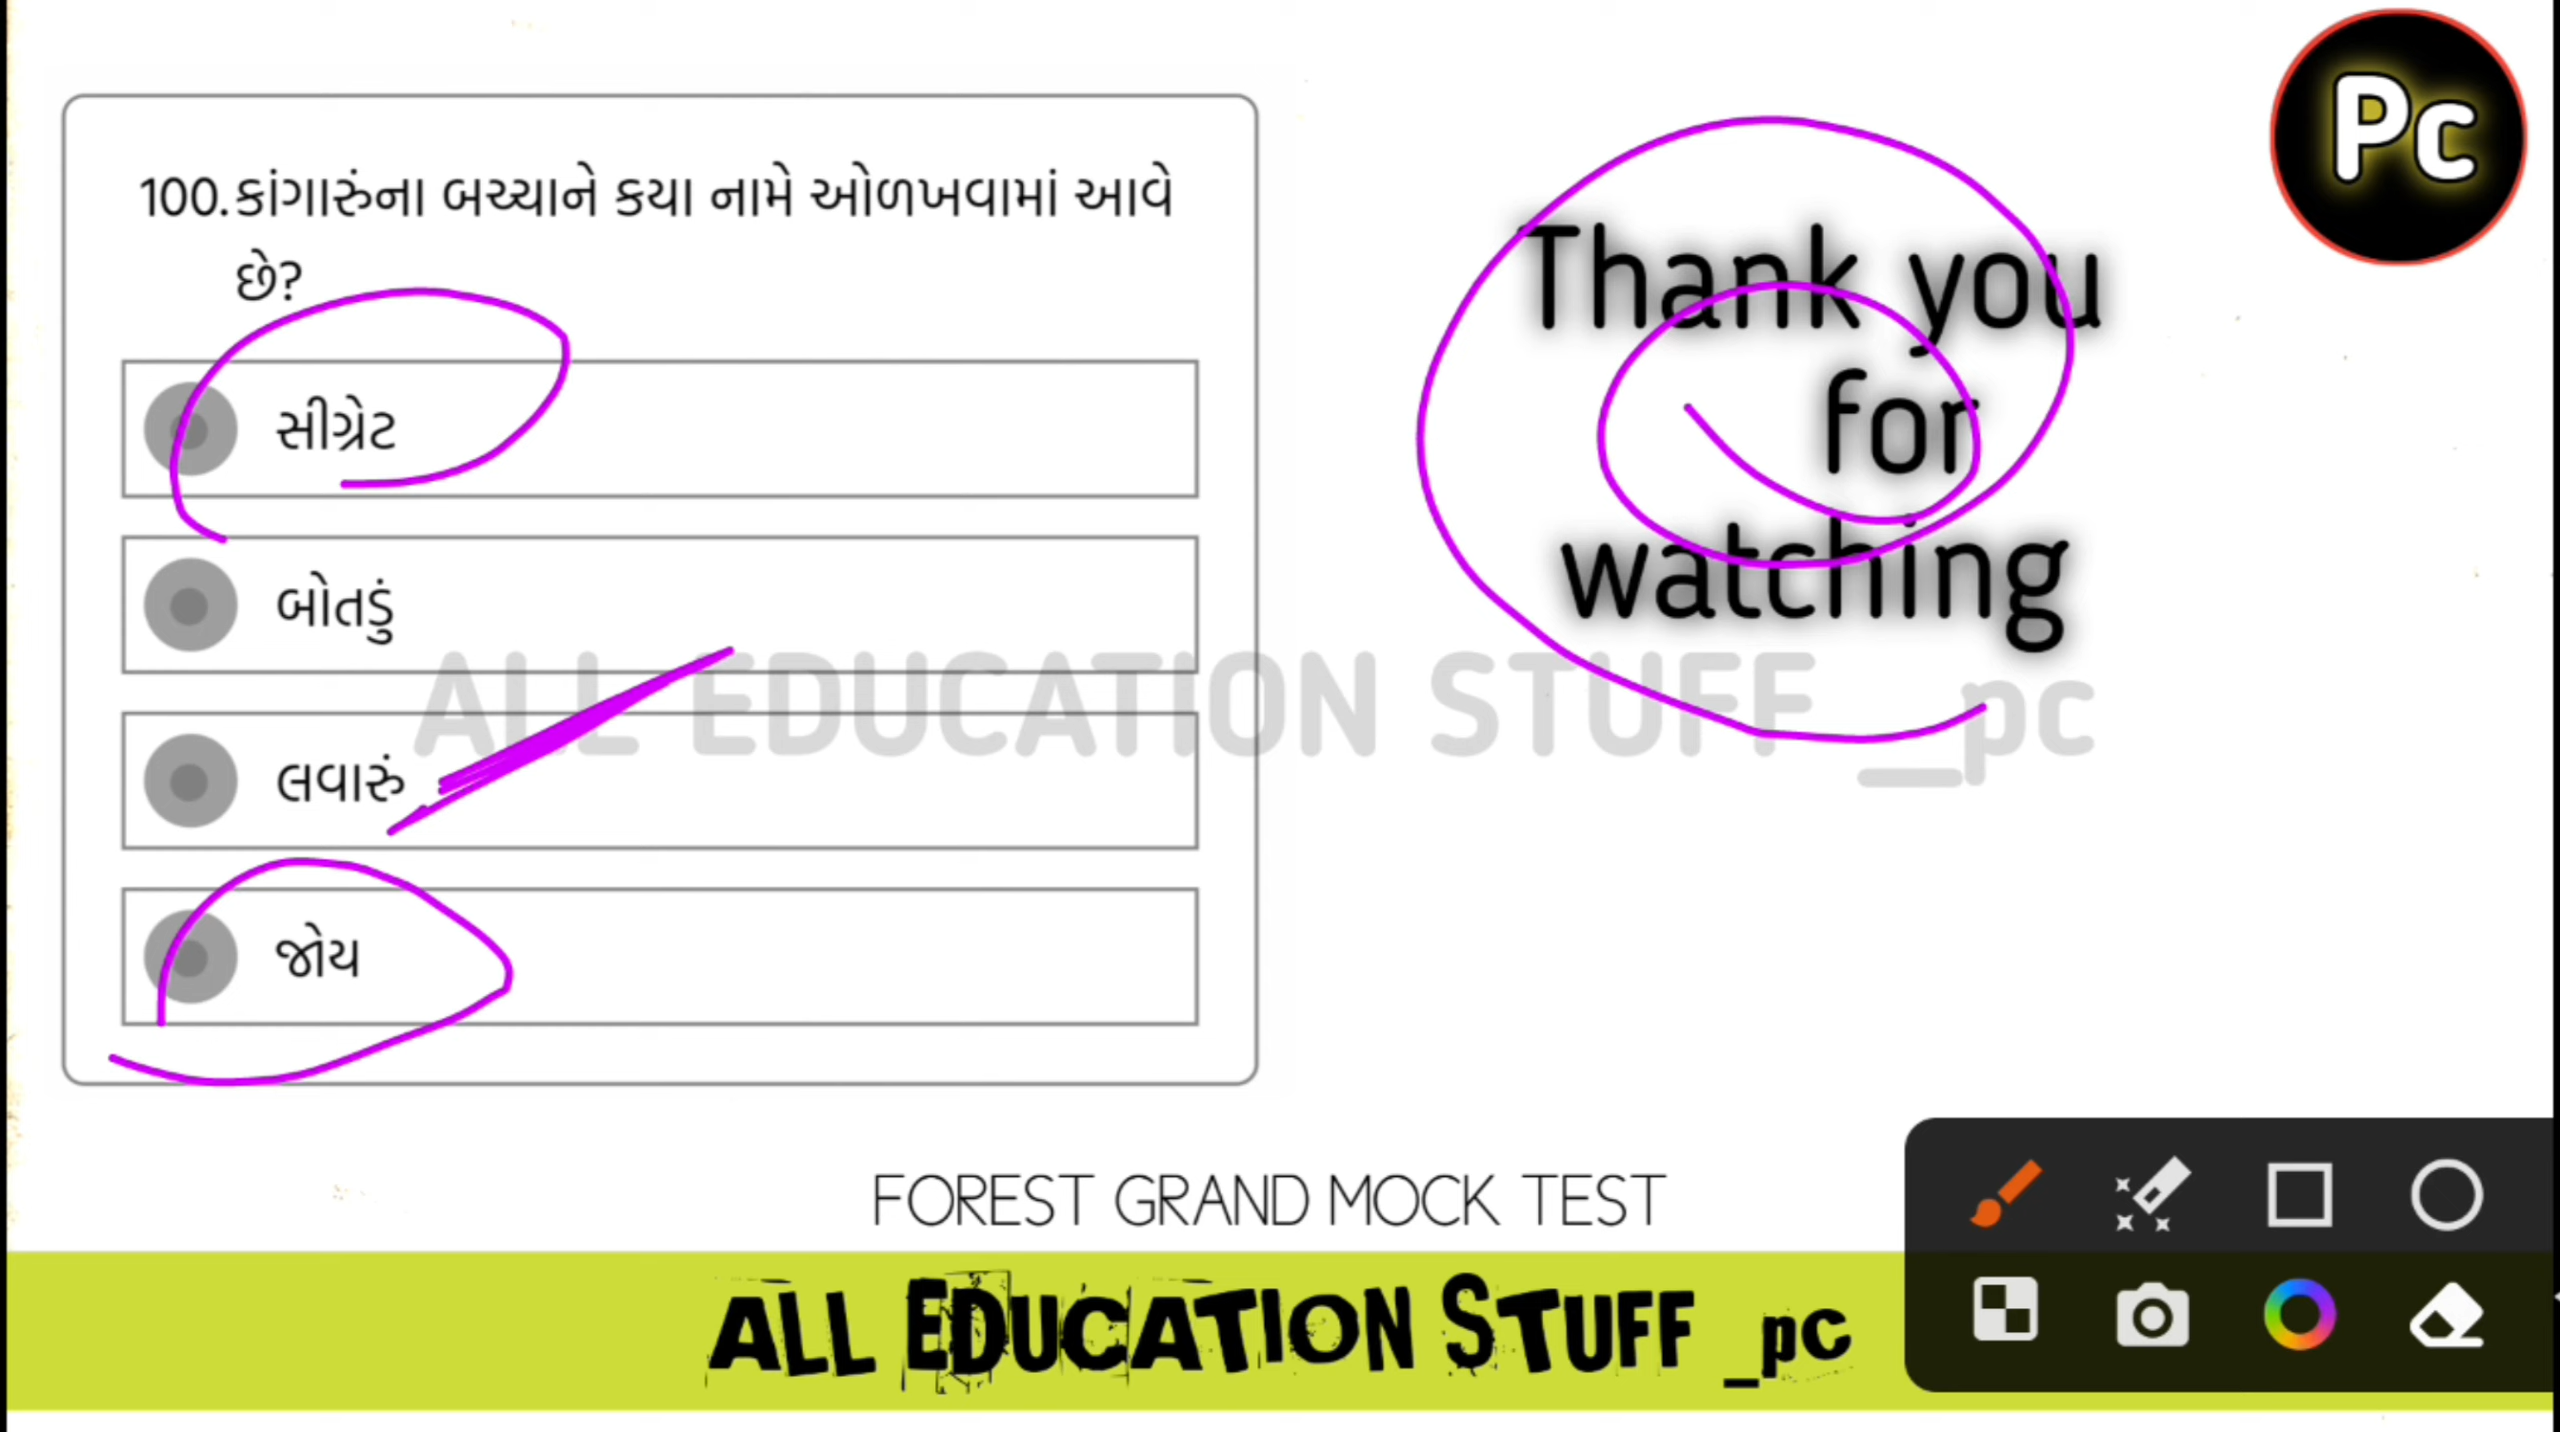 Pc
100. કાંગારુંના બચ્ચાને કયા નામે ઓળખવામાં આવે
છે?
સીગ્રેટ
બોતડું
લવારું
જોય
Thank you
for
watching
ALL EDUCATION STUFF _pc
FOREST GRAND MOCK TEST
ALL EDUCATION STUFF _pc